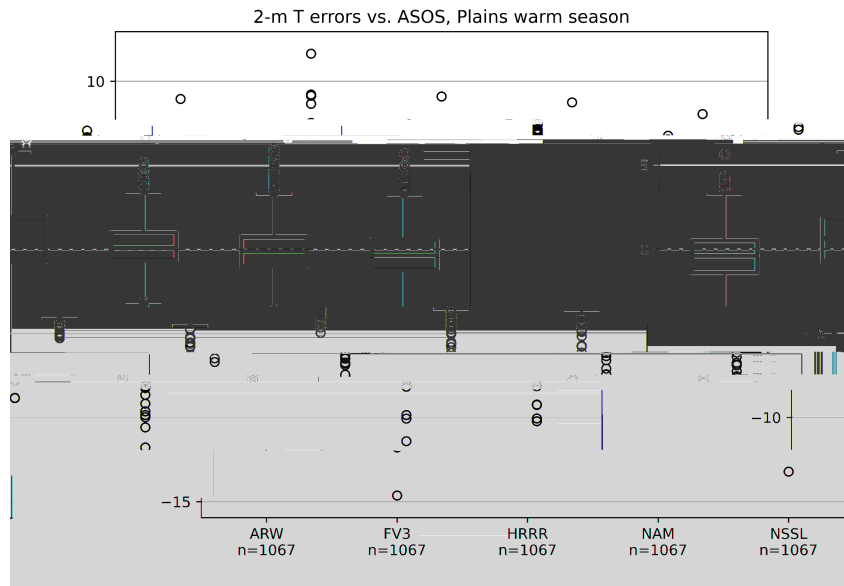 2-m T errors vs. ASOS, Plains warm season
10
−10
−15
ARW FV3 HRRR NAM NSSL
n=1067 n=1067 n=1067 n=1067 n=1067